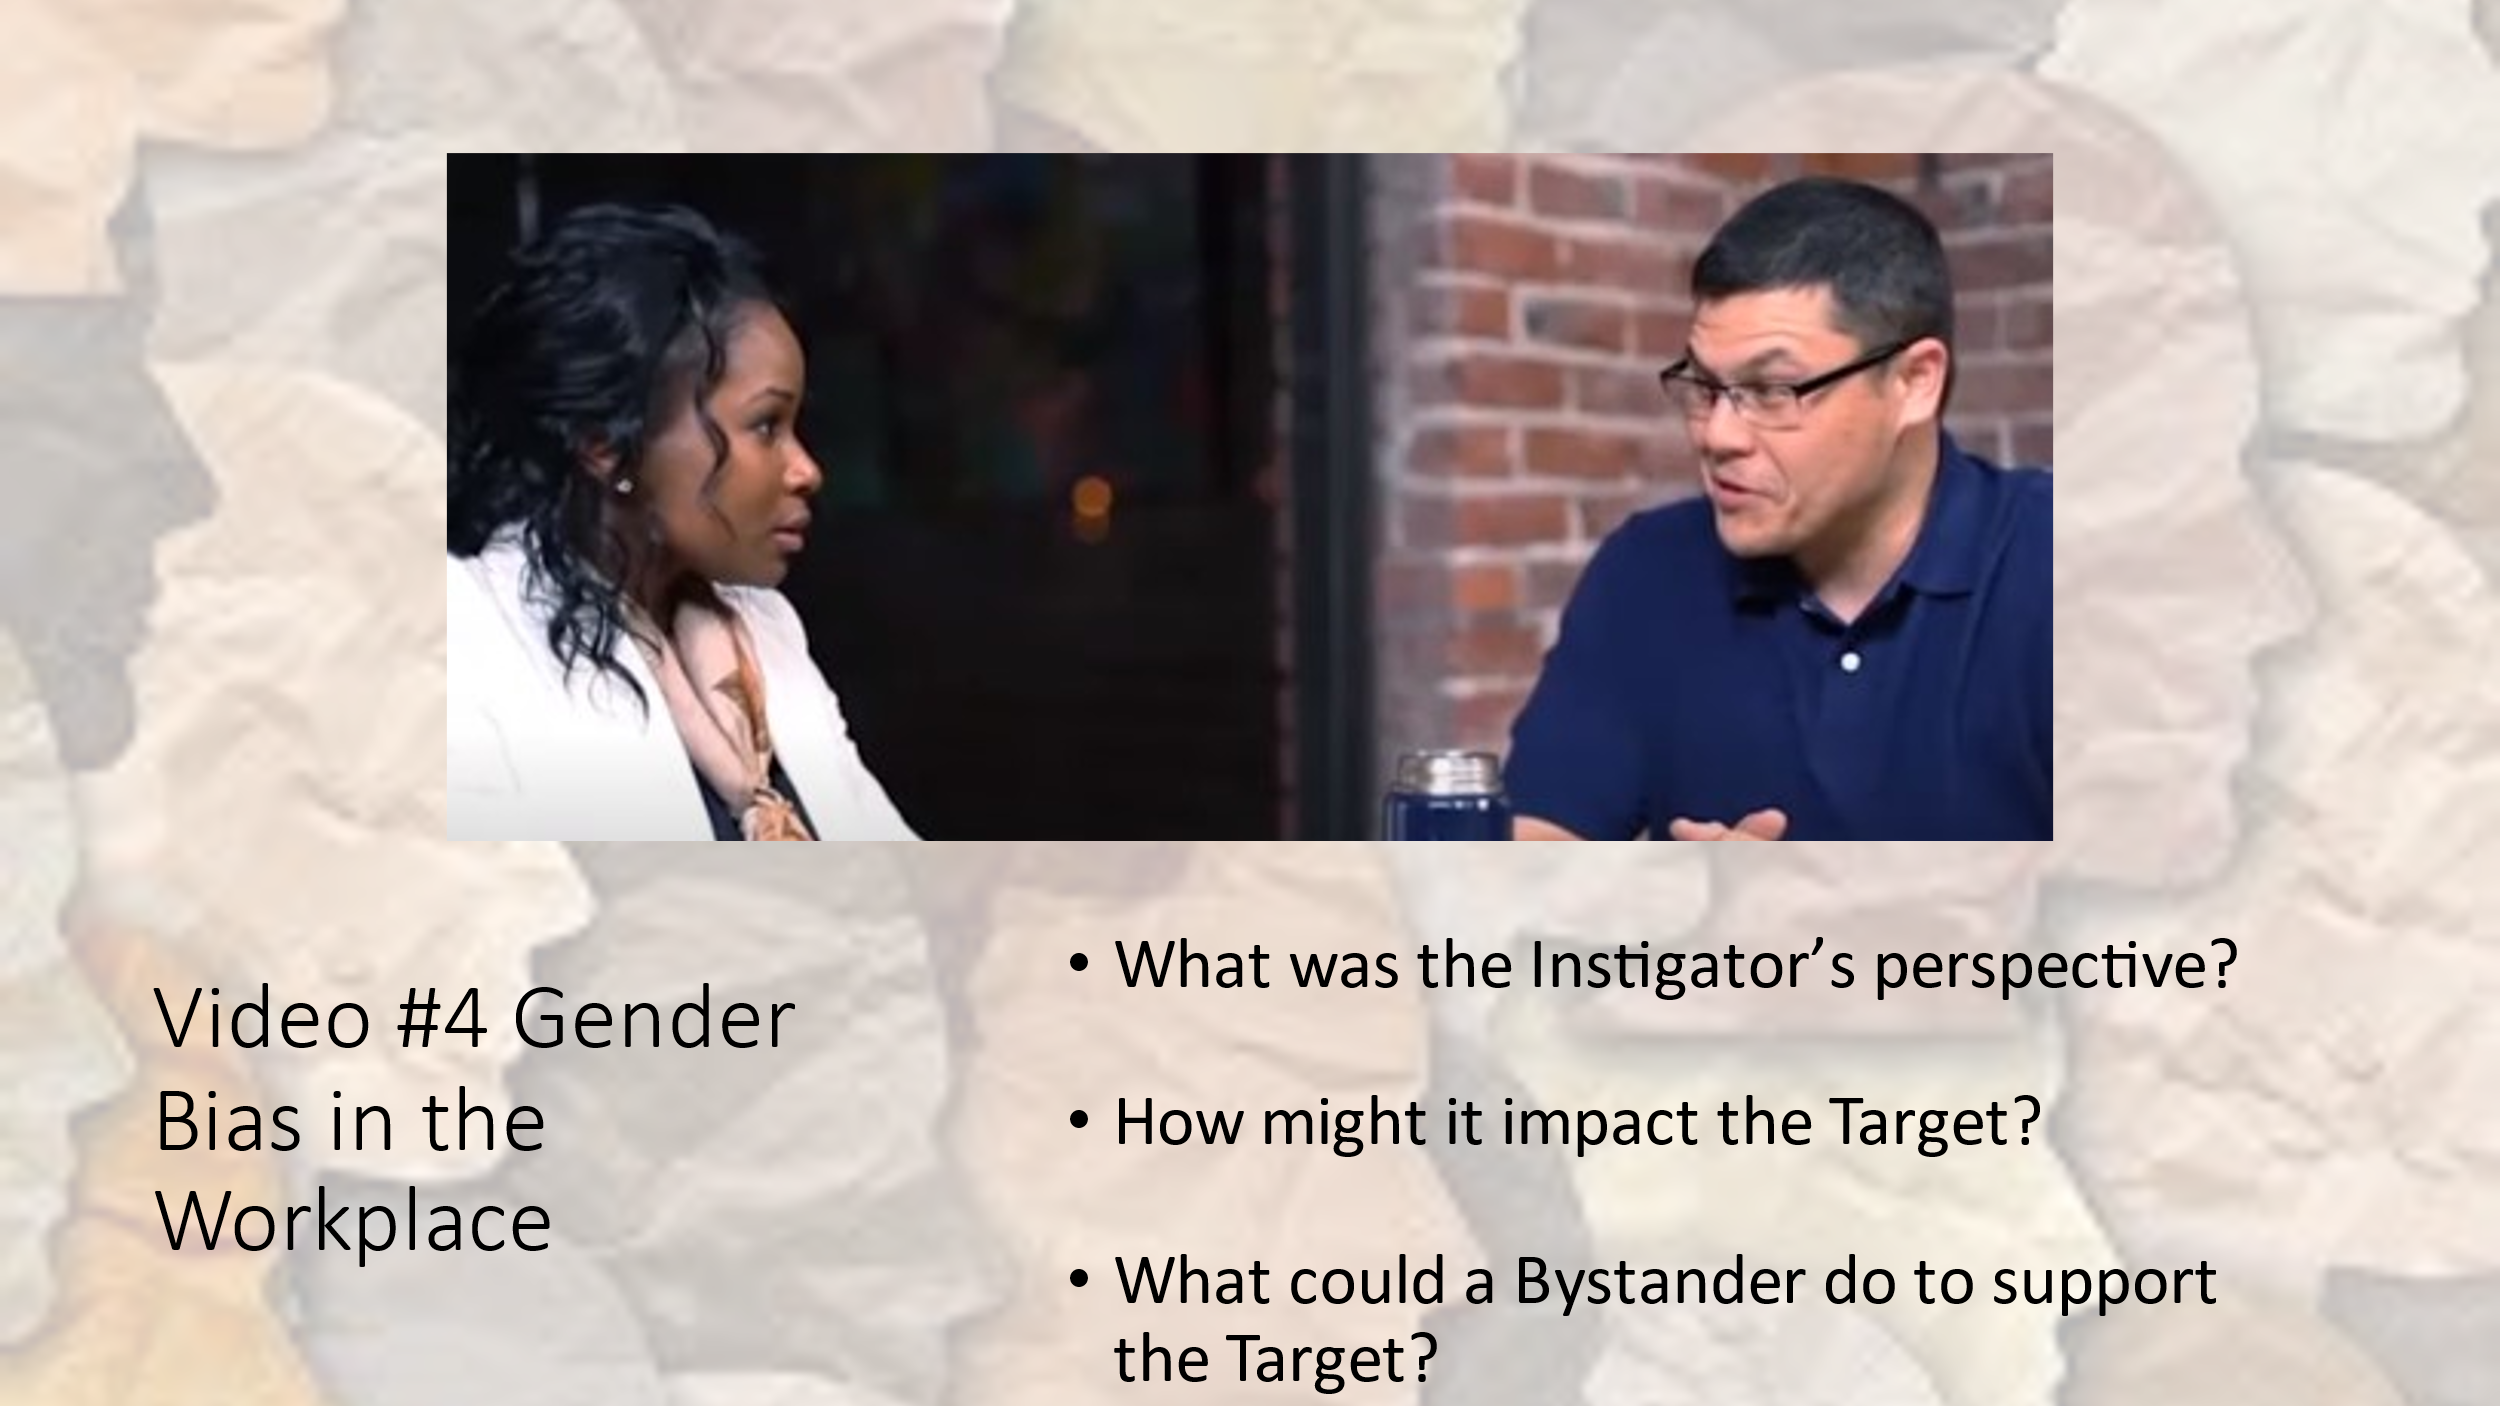 Video #4 Gender
Bias in the
Workplace
• What was the Instigator’s perspective?
• How might it impact the Target?
• What could a Bystander do to support
the Target?